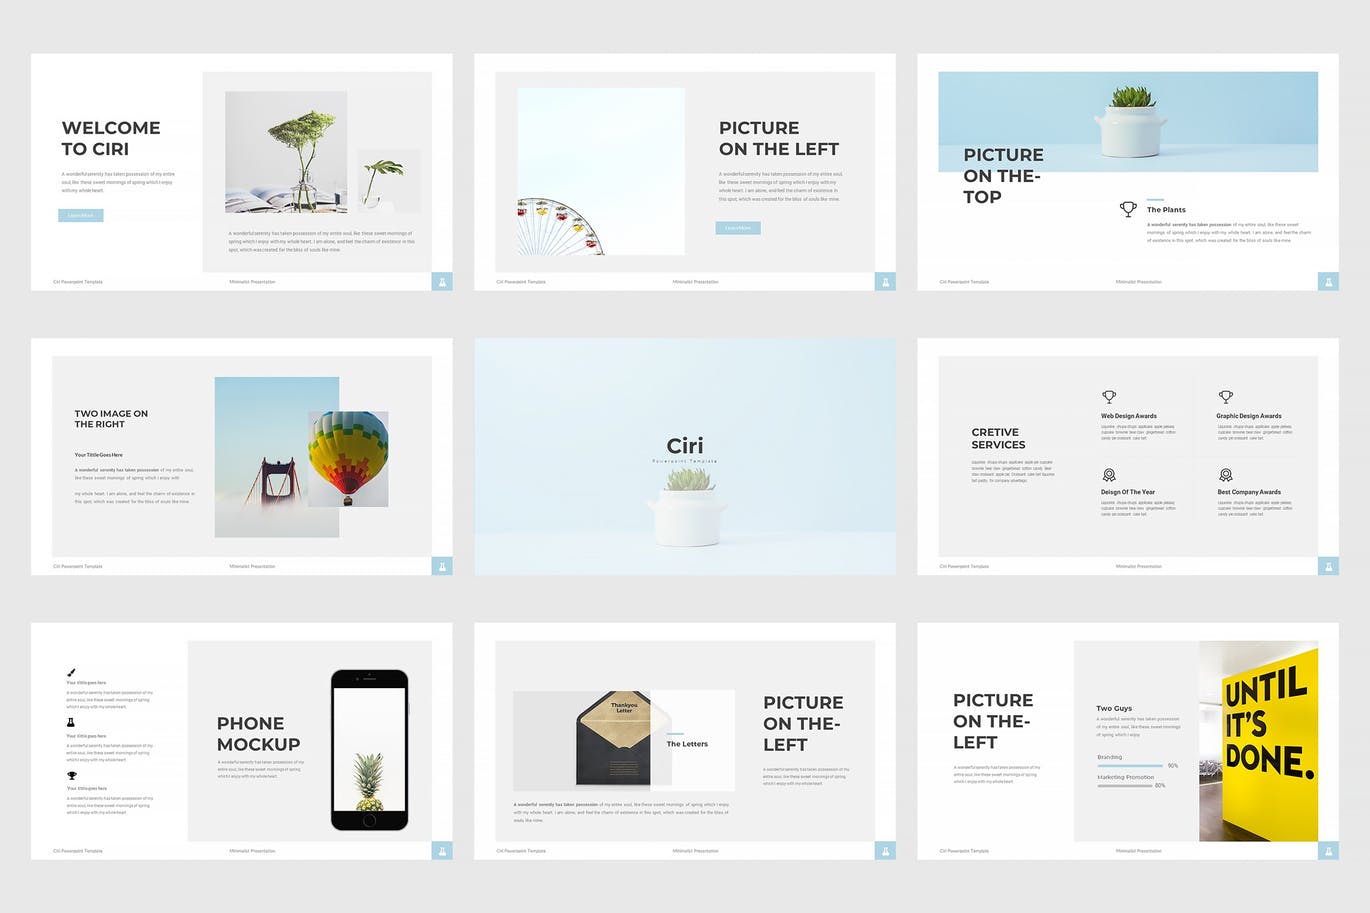 WELCOME
TO CIRI
A wonderful serenity has taken possession of my entire
soul, like these sweet mornings of spring which I enjoy
with my whole heart.
Learn More
A wonderful serenity has taken possession of my entire soul, like these sweet mornings of
spring which I enjoy with my whole heart. I am alone, and feel the charm of existence in this
spot, which was created for the bliss of souls like mine.
Ciri Powerpoint Template
Minimalist Presentation
PICTURE
ON THE LEFT
A wonderful serenity has taken possession of my entire soul,
like these sweet mornings of spring which I enjoy with my
whole heart. I am alone, and feel the charm of existence in
this spot, which was created for the bliss of souls like mine.
Learn More
Ciri Powerpoint Template
Minimalist Presentation
PICTURE
ON THE-
TOP
The Plants
A wonderful serenity has taken possession of my entire soul, like these sweet
mornings of spring which I enjoy with my whole heart. I am alone, and feel the charm
of existence in this spot, which was created for the bliss of souls like mine
Ciri Powerpoint Template
Minimalist Presentation
TWO IMAGE ON
THE RIGHT
Your Tittle Goes Here
A wonderful serenity has taken possession of my entire soul,
like these sweet mornings of spring which I enjoy with
my whole heart. I am alone, and feel the charm of existence in
this spot, which was created for the bliss of souls like mine.
Ciri Powerpoint Template
Minimalist Presentation
Ciri
Powerpoint Template
CRETIVE
SERVICES
Web Design Awards
Graphic Design Awards
Deisgn Of The Year
Best Company Awards
Ciri Powerpoint Template
Minimalist Presentation
Your tittle goes here
A wonderful serenity has taken possession of my
entire soul, like these sweet mornings of spring
which I enjoy with my whole heart.
Your tittle goes here
A wonderful serenity has taken possession of my
entire soul, like these sweet mornings of spring
which I enjoy with my whole heart.
Your tittle goes here
A wonderful serenity has taken possession of my
entire soul, like these sweet mornings of spring
which I enjoy with my whole heart.
PHONE
MOCKUP
A wonderful serenity has taken possession of my
entire soul, like these sweet mornings of spring
which I enjoy with my whole heart.
Ciri Powerpoint Template
Minimalist Presentation
Thankyou
Letter
The Letters
A wonderful serenity has taken possession of my entire soul, like these sweet mornings of spring which I enjoy
with my whole heart. I am alone, and feel the charm of existence in this spot, which was created for the bliss of
souls like mine.
PICTURE
ON THE-
LEFT
A wonderful serenity has taken possession of my
entire soul, like these sweet mornings of spring
which I enjoy with my whole heart.
Ciri Powerpoint Template
Minimalist Presentation
PICTURE
ON THE-
LEFT
A wonderful serenity has taken possession of my
entire soul, like these sweet mornings of spring
which I enjoy with my whole heart.
Two Guys
A wonderful serenity has taken possession
of my entire soul, like these sweet mornings
of spring which I enjoy
Branding
90%
Marketing Promotion
80%
UNTIL
IT'S
DONE.
Ciri Powerpoint Template
Minimalist Presentation